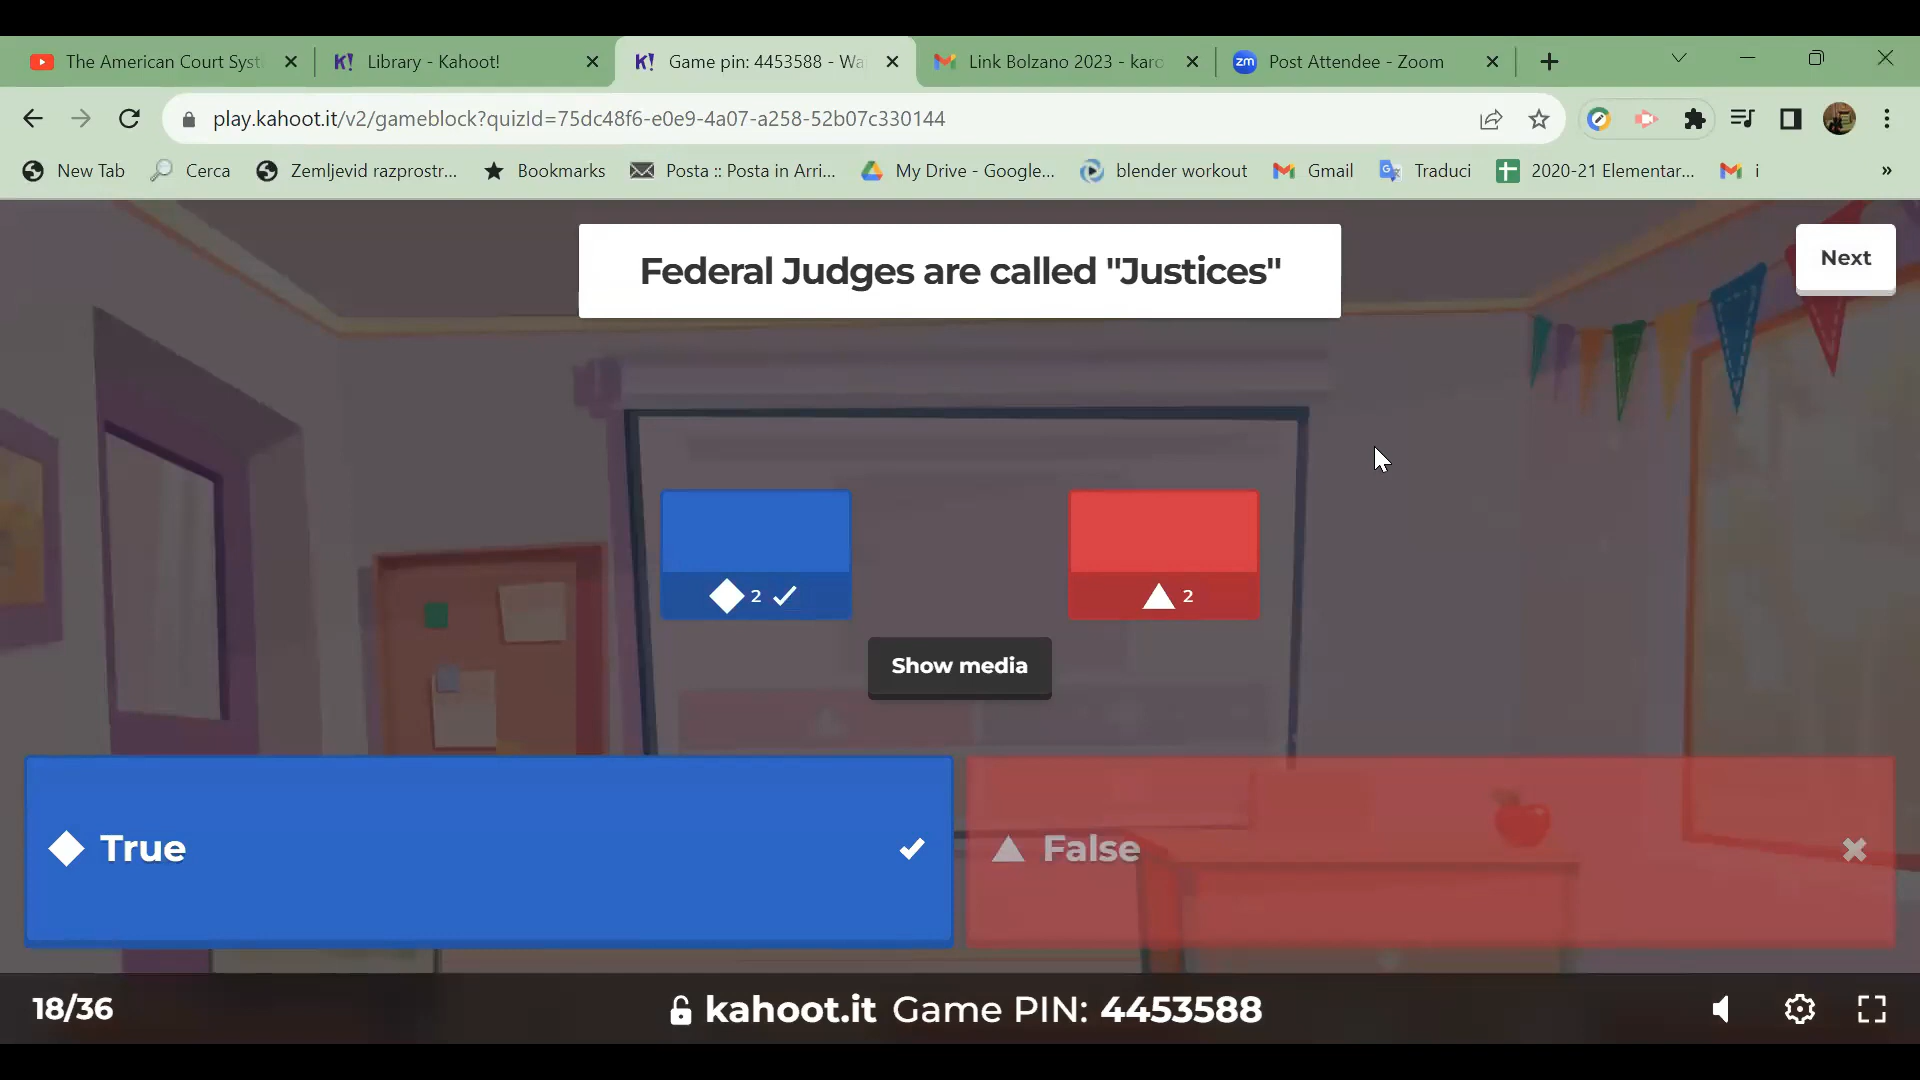 The American Court Syst
Library - Kahoot!
Game pin: 4453588 - Wa
Link Bolzano 2023 - karo
Post Attendee - Zoom
play.kahoot.it/v2/gameblock?quizId=75dc48f6-e0e9-4a07-a258-52b07c330144
New Tab
Cerca
Zemljevid razprostr...
Bookmarks
Posta :: Posta in Arri...
My Drive - Google...
blender workout
Gmail
Traduci
2020-21 Elementar...
i
»
Federal Judges are called "Justices"
Next
2
2
Show media
True
False
18/36
kahoot.it Game PIN: 4453588